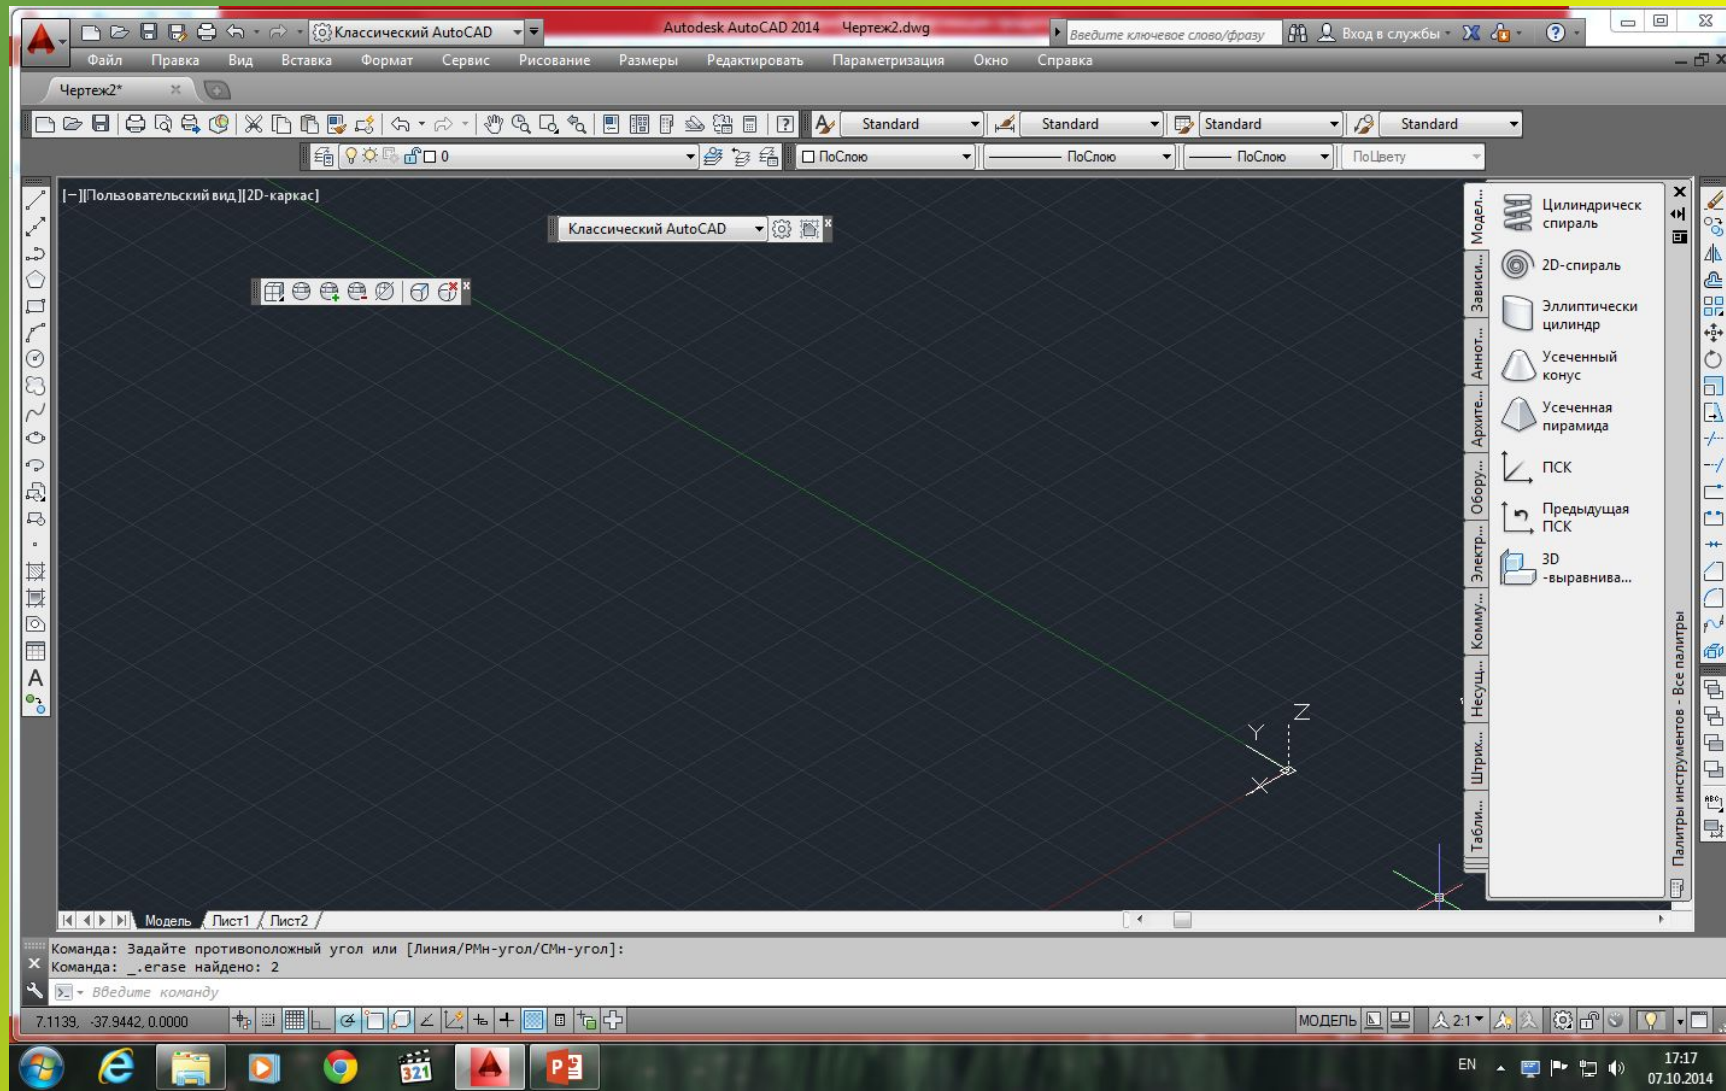 Классический AutoCAD
Autodesk AutoCAD 2014 Чертеж2.dwg
Введите ключевое слово/фразу
Вход в службы
Файл Правка Вид Вставка Формат Сервис Рисование Размеры Редактировать Параметризация Окно Справка
Чертеж2*
Standard Standard Standard Standard
0 ПоСлою ПоСлою ПоСлою ПоЦвету
[−][Пользовательский вид][2D-каркас]
Классический AutoCAD
Модел...
Зависи...
Аннот...
Архите...
Обору...
Электр...
Комму...
Несущ...
Штрих...
Табли...
Цилиндрическ
спираль
2D-спираль
Эллиптически
цилиндр
Усеченный
конус
Усеченная
пирамида
ПСК
Предыдущая
ПСК
3D
-выравнива...
Палитры инструментов - Все палитры
A
ABC
Z
Y
X
Модель Лист1 Лист2
Команда: Задайте противоположный угол или [Линия/РМн-угол/СМн-угол]:
Команда: _.erase найдено: 2
Введите команду
7.1139, -37.9442, 0.0000
МОДЕЛЬ 2:1
321
EN
17:17
07.10.2014